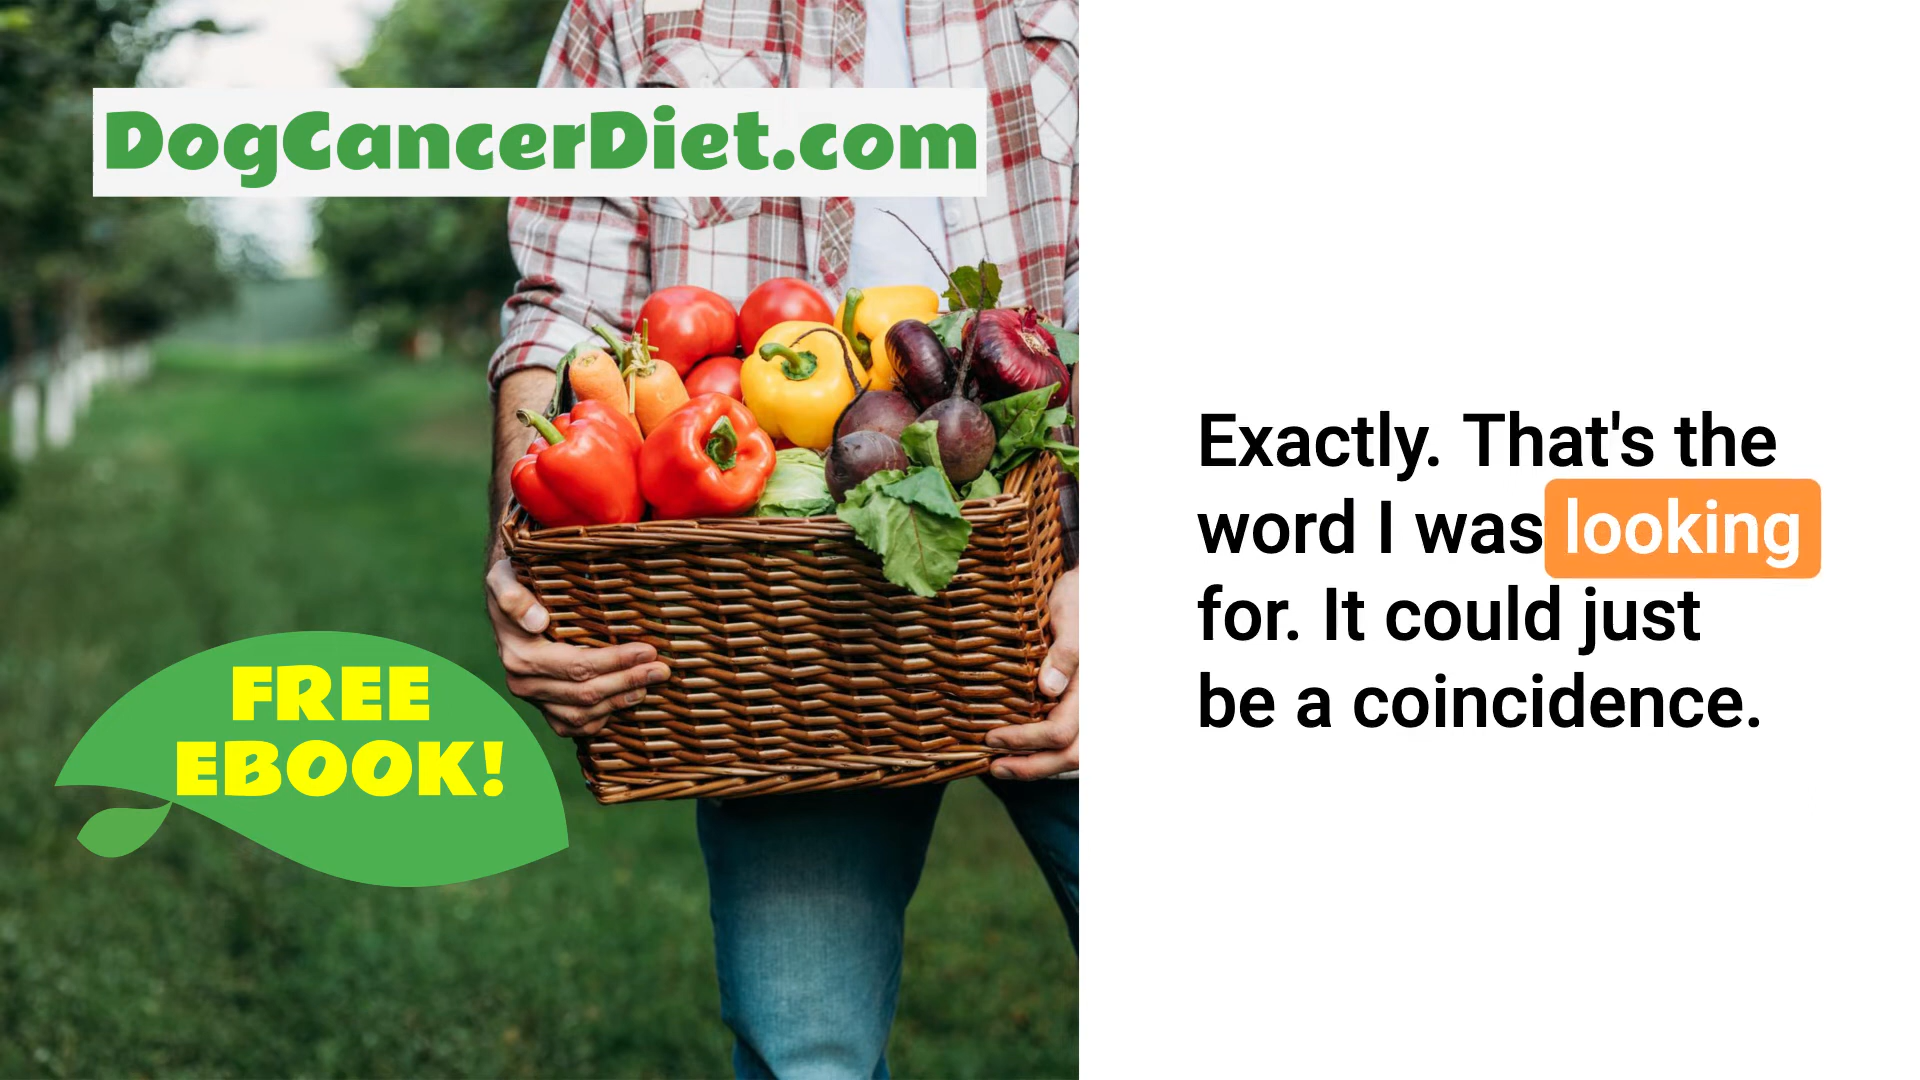 DogCancerDiet.com
FREE
EBOOK!
Exactly. That's the
word I was looking
for. It could just
be a coincidence.